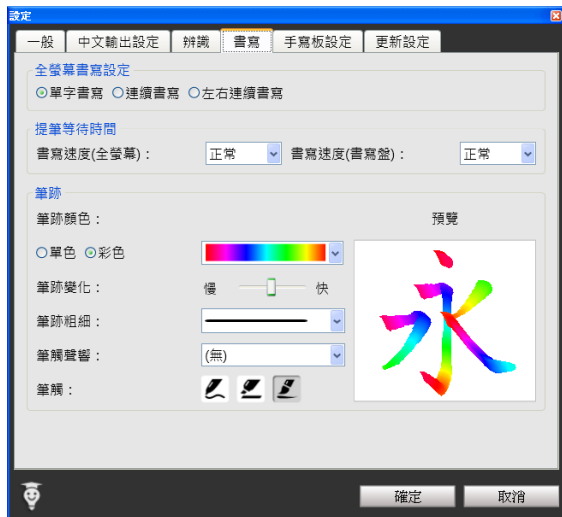 設定
一般 中文輸出設定 辨識 書寫 手寫板設定 更新設定
全螢幕書寫設定
單字書寫 連續書寫 左右連續書寫
提筆等待時間
書寫速度(全螢幕)： 正常 書寫速度(書寫盤)： 正常
筆跡
筆跡顏色： 預覽
單色 彩色
永
筆跡變化： 慢 快
筆跡粗細：
筆觸聲響： (無)
筆觸：
確定 取消